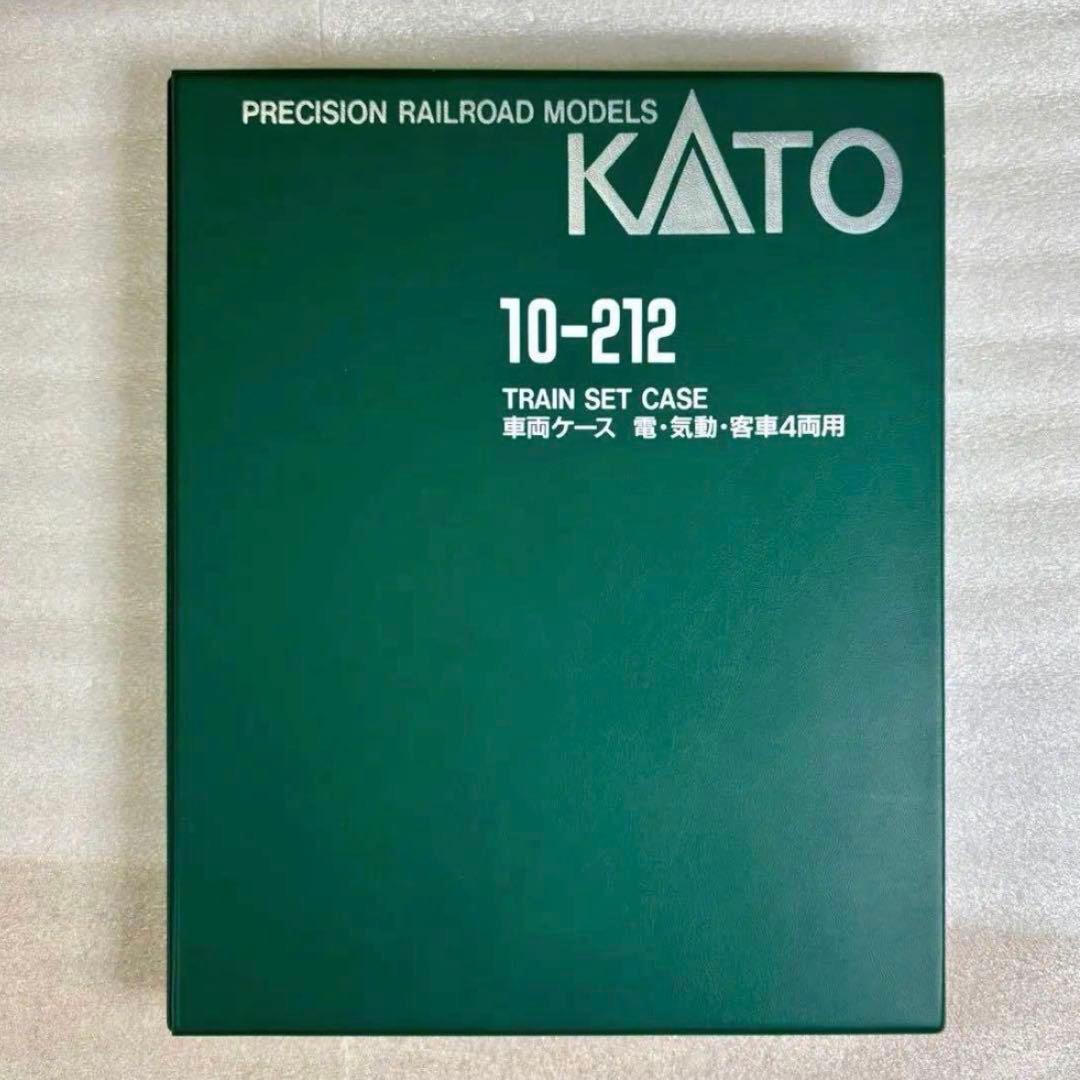 PRECISION RAILROAD MODELS
KATO
10-212
TRAIN SET CASE
車両ケース 電・気動・客車4両用